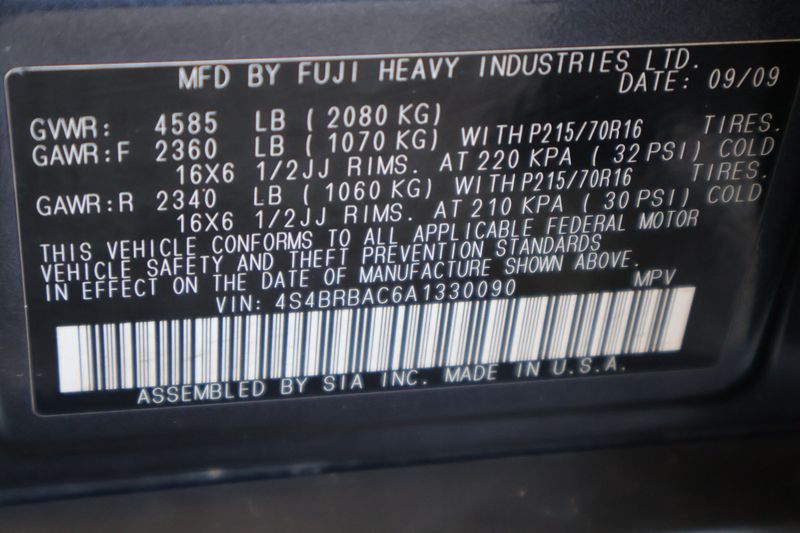 MFD BY FUJI HEAVY INDUSTRIES LTD.
DATE: 09/09
GVWR: 4585 LB ( 2080 KG)
GAWR:F 2360 LB ( 1070 KG) WITH P215/70R16 TIRES.
16X6 1/2JJ RIMS. AT 220 KPA ( 32 PSI) COLD
GAWR:R 2340 LB ( 1060 KG) WITH P215/70R16 TIRES.
16X6 1/2JJ RIMS. AT 210 KPA ( 30 PSI) COLD
THIS VEHICLE CONFORMS TO ALL APPLICABLE FEDERAL MOTOR
VEHICLE SAFETY AND THEFT PREVENTION STANDARDS
IN EFFECT ON THE DATE OF MANUFACTURE SHOWN ABOVE.
VIN: 4S4BRBAC6A1330090 MPV
ASSEMBLED BY SIA INC. MADE IN U.S.A.